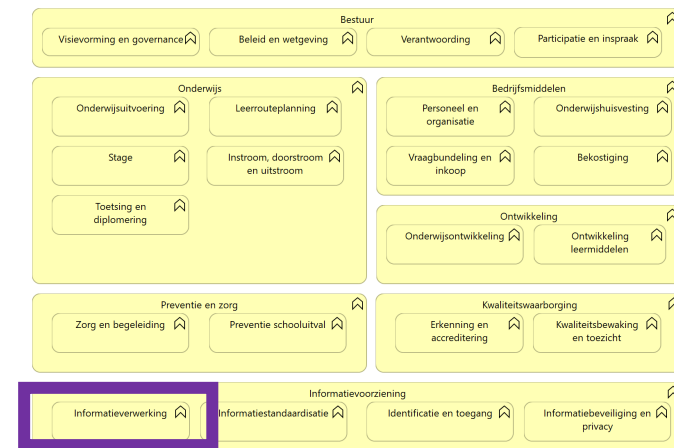 Bestuur
Visievorming en governance
Beleid en wetgeving
Verantwoording
Participatie en inspraak
Onderwijs
Onderwijsuitvoering
Leerrouteplanning
Stage
Instroom, doorstroom
en uitstroom
Toetsing en
diplomering
Bedrijfsmiddelen
Personeel en
organisatie
Onderwijshuisvesting
Vraagbundeling en
inkoop
Bekostiging
Ontwikkeling
Onderwijsontwikkeling
Ontwikkeling
leermiddelen
Preventie en zorg
Zorg en begeleiding
Preventie schooluitval
Kwaliteitswaarborging
Erkenning en
accreditering
Kwaliteitsbewaking
en toezicht
Informatievoorziening
Informatieverwerking
Informatiestandaardisatie
Identificatie en toegang
Informatiebeveiliging en
privacy